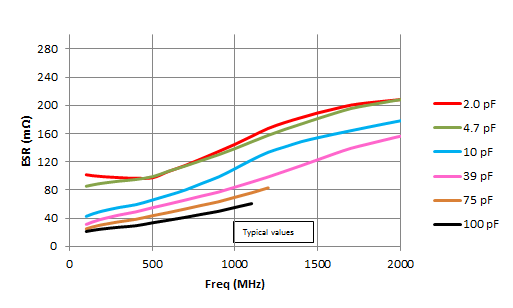 280
240
200
160
120
80
40
0
ESR (mΩ)
0 500 1000 1500 2000
Freq (MHz)
Typical values
2.0 pF
4.7 pF
10 pF
39 pF
75 pF
100 pF